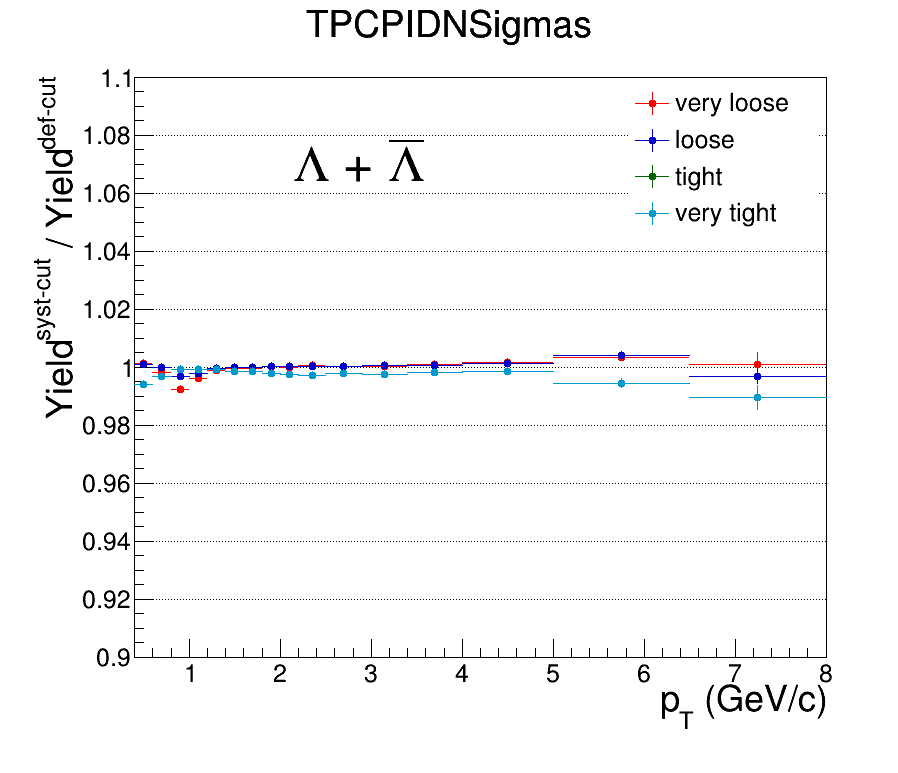 TPCPIDNSigmas
Yield^syst-cut / Yield^def-cut
1.1
1.08
1.06
1.04
1.02
1
0.98
0.96
0.94
0.92
0.9
Λ + Λ̅
very loose
loose
tight
very tight
1 2 3 4 5 6 7 8
p_T (GeV/c)